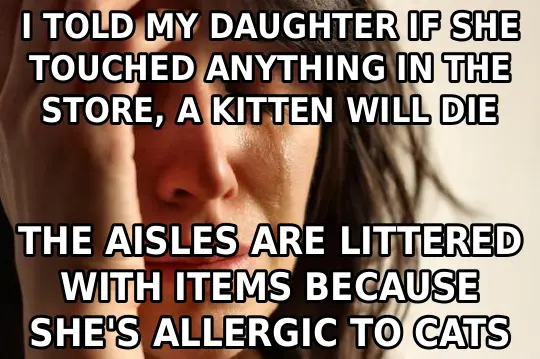 I TOLD MY DAUGHTER IF SHE
TOUCHED ANYTHING IN THE
STORE, A KITTEN WILL DIE
THE AISLES ARE LITTERED
WITH ITEMS BECAUSE
SHE'S ALLERGIC TO CATS